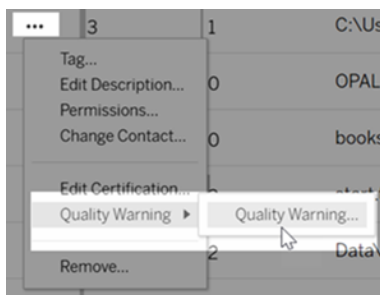 ... 3 1 C:\Us
Tag...
Edit Description... 0 OPAL
Permissions...
Change Contact... 0 books
Edit Certification...
Quality Warning ▸ Quality Warning...
2 Data\
Remove...